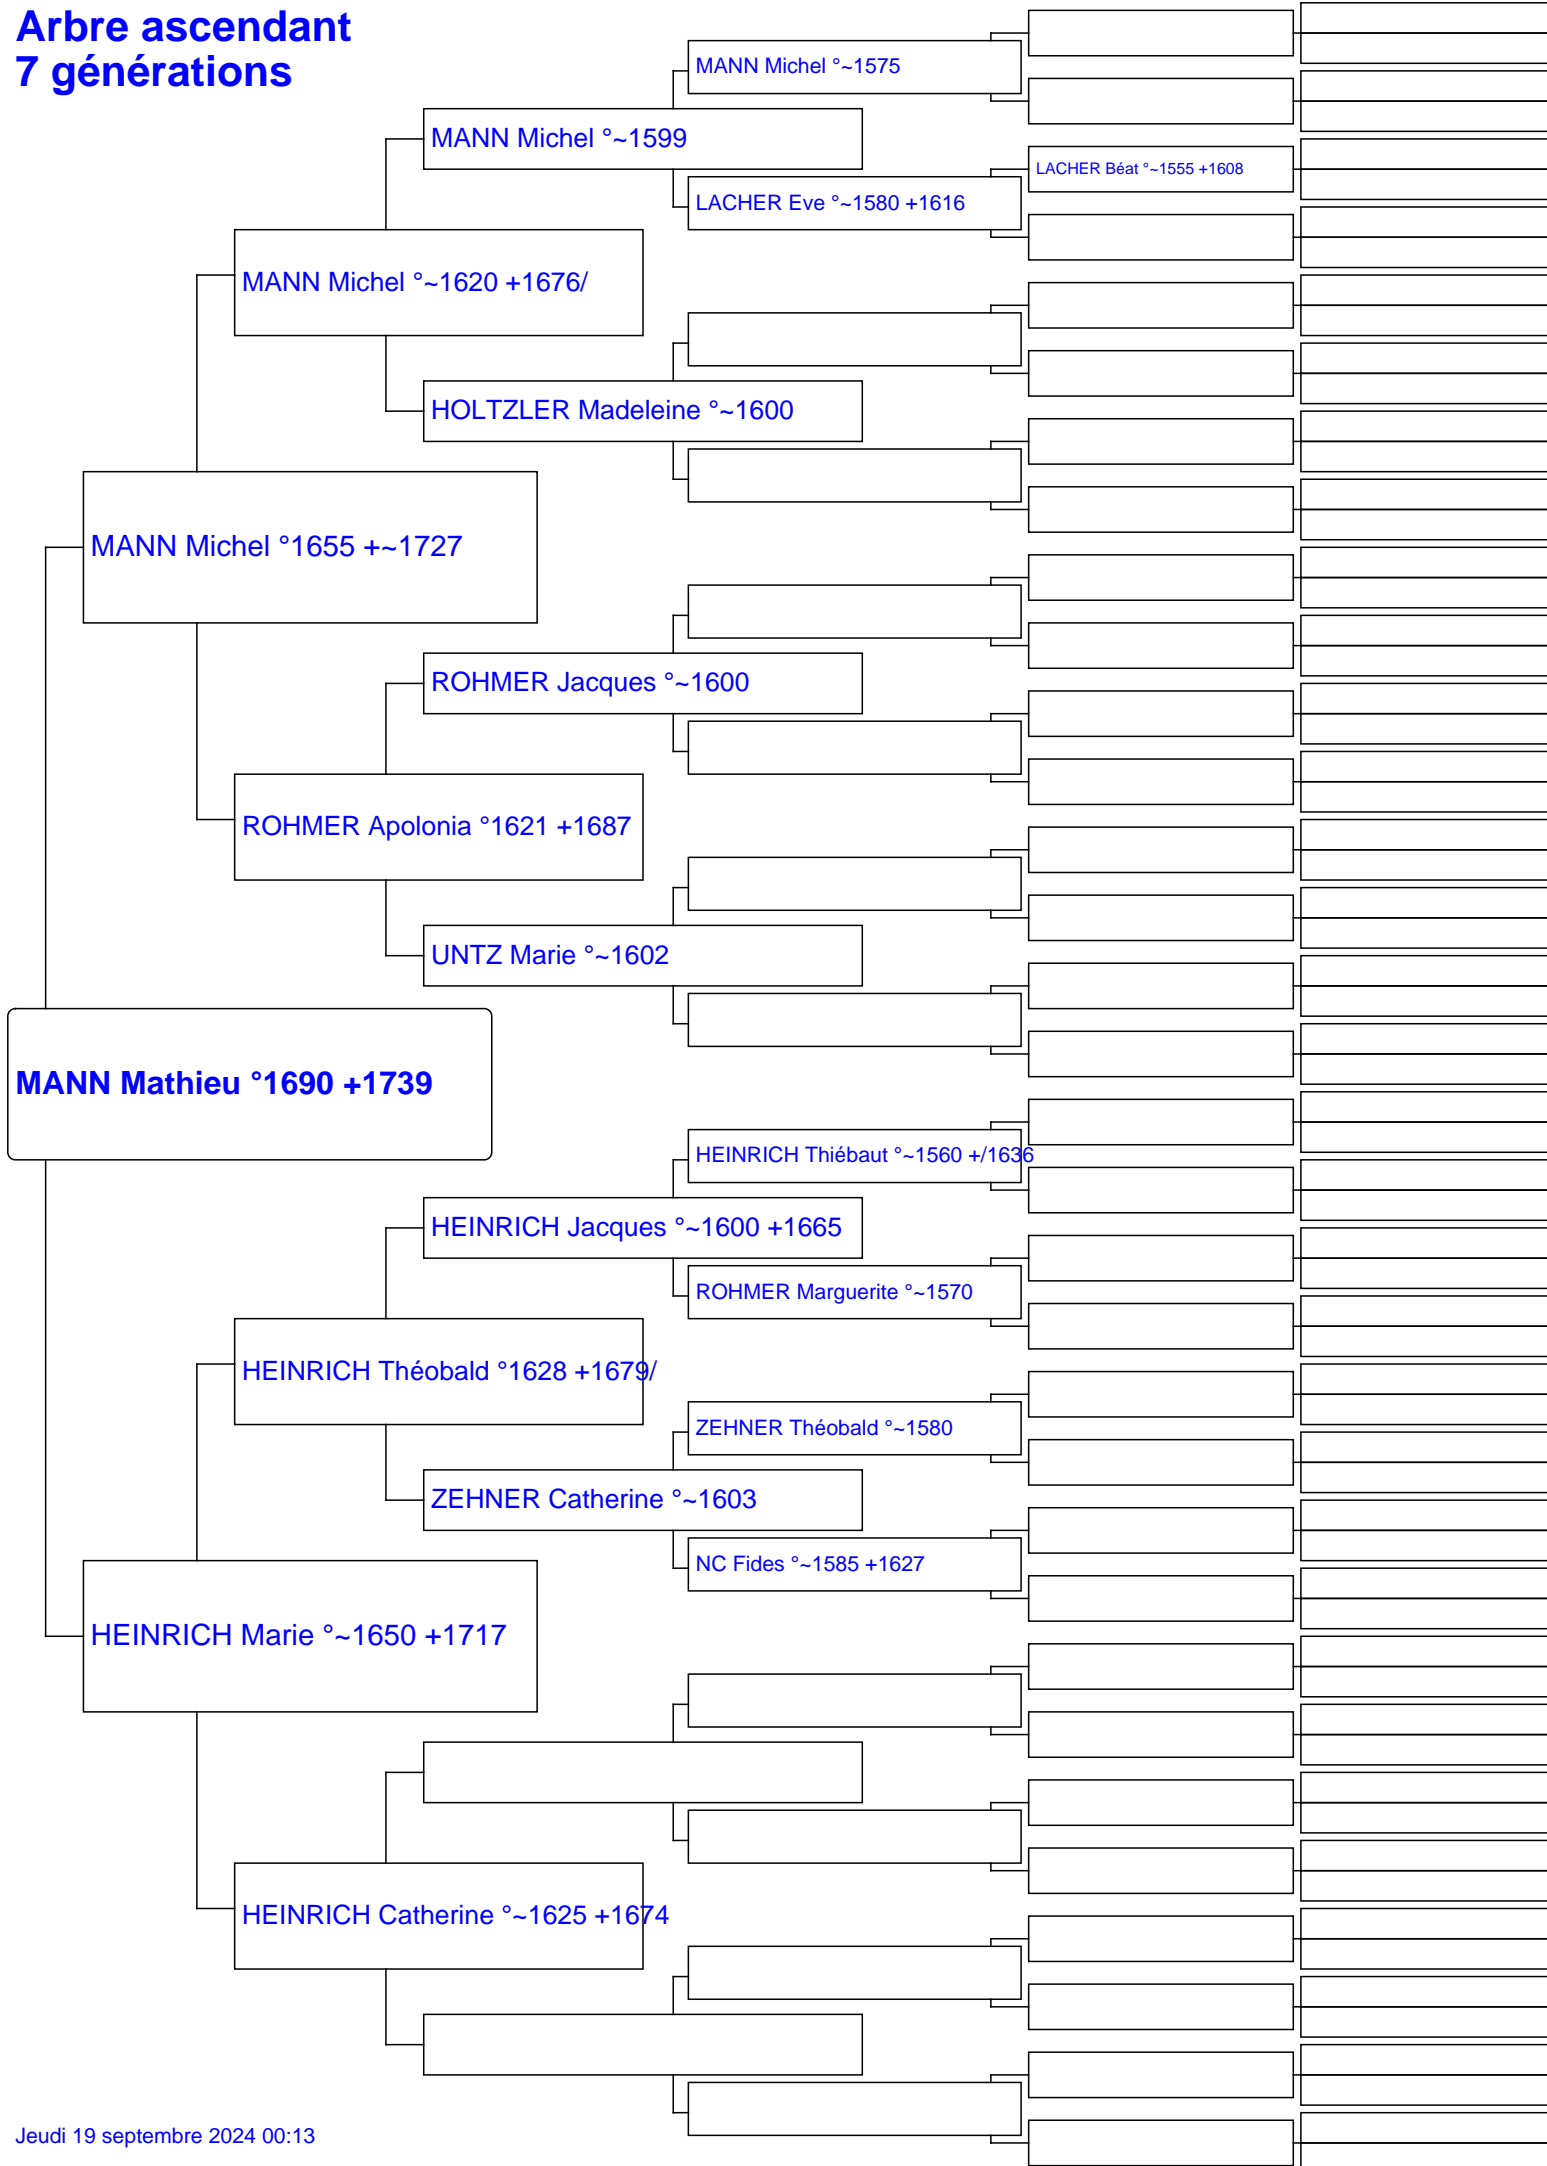 Arbre ascendant
7 générations
MANN Michel °~1575
MANN Michel °~1599
LACHER Béat °~1555 +1608
LACHER Eve °~1580 +1616
MANN Michel °~1620 +1676/
HOLTZLER Madeleine °~1600
MANN Michel °1655 +~1727
ROHMER Jacques °~1600
ROHMER Apolonia °1621 +1687
UNTZ Marie °~1602
MANN Mathieu °1690 +1739
HEINRICH Thiébaut °~1560 +/1636
HEINRICH Jacques °~1600 +1665
ROHMER Marguerite °~1570
HEINRICH Théobald °1628 +1679/
ZEHNER Théobald °~1580
ZEHNER Catherine °~1603
NC Fides °~1585 +1627
HEINRICH Marie °~1650 +1717
HEINRICH Catherine °~1625 +1674
Jeudi 19 septembre 2024 00:13